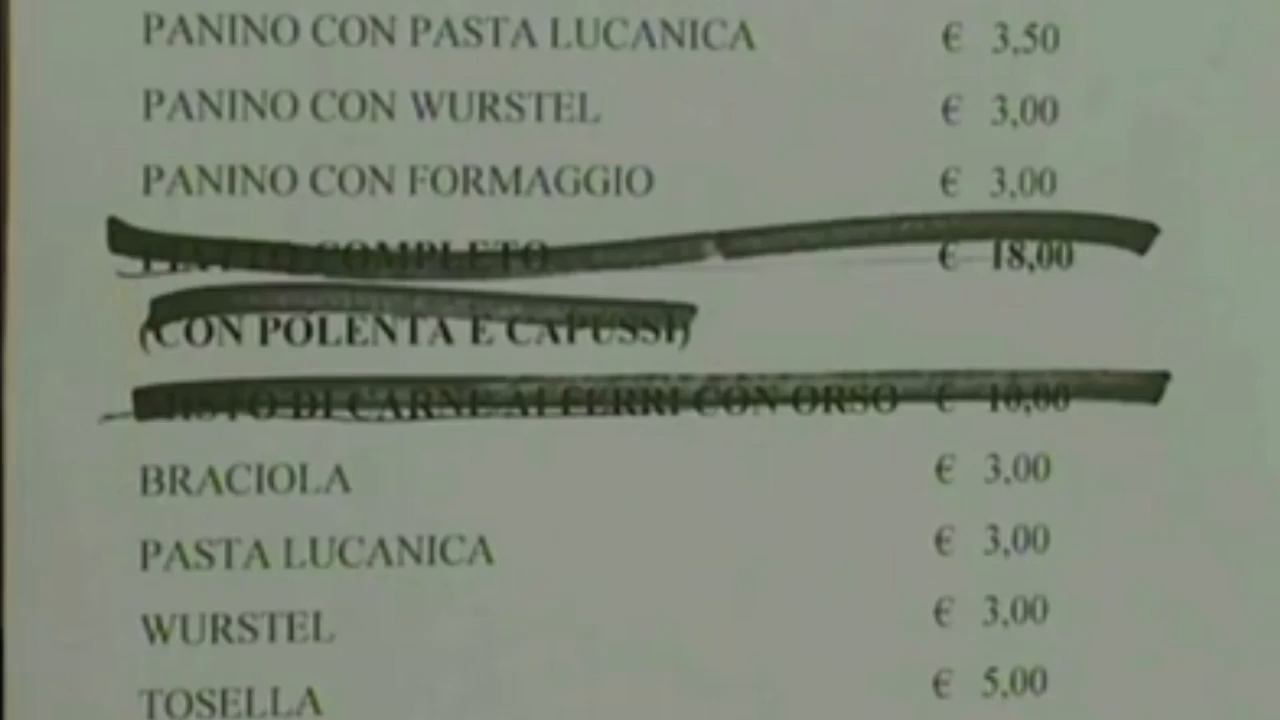 PANINO CON PASTA LUCANICA € 3,50
PANINO CON WURSTEL € 3,00
PANINO CON FORMAGGIO € 3,00
PIATTO COMPLETO € 18,00
(CON POLENTA E CAPUSSI)
MISTO DI CARNE AI FERRI CON ORSO € 10,00
BRACIOLA € 3,00
PASTA LUCANICA € 3,00
WURSTEL € 3,00
TOSELLA € 5,00